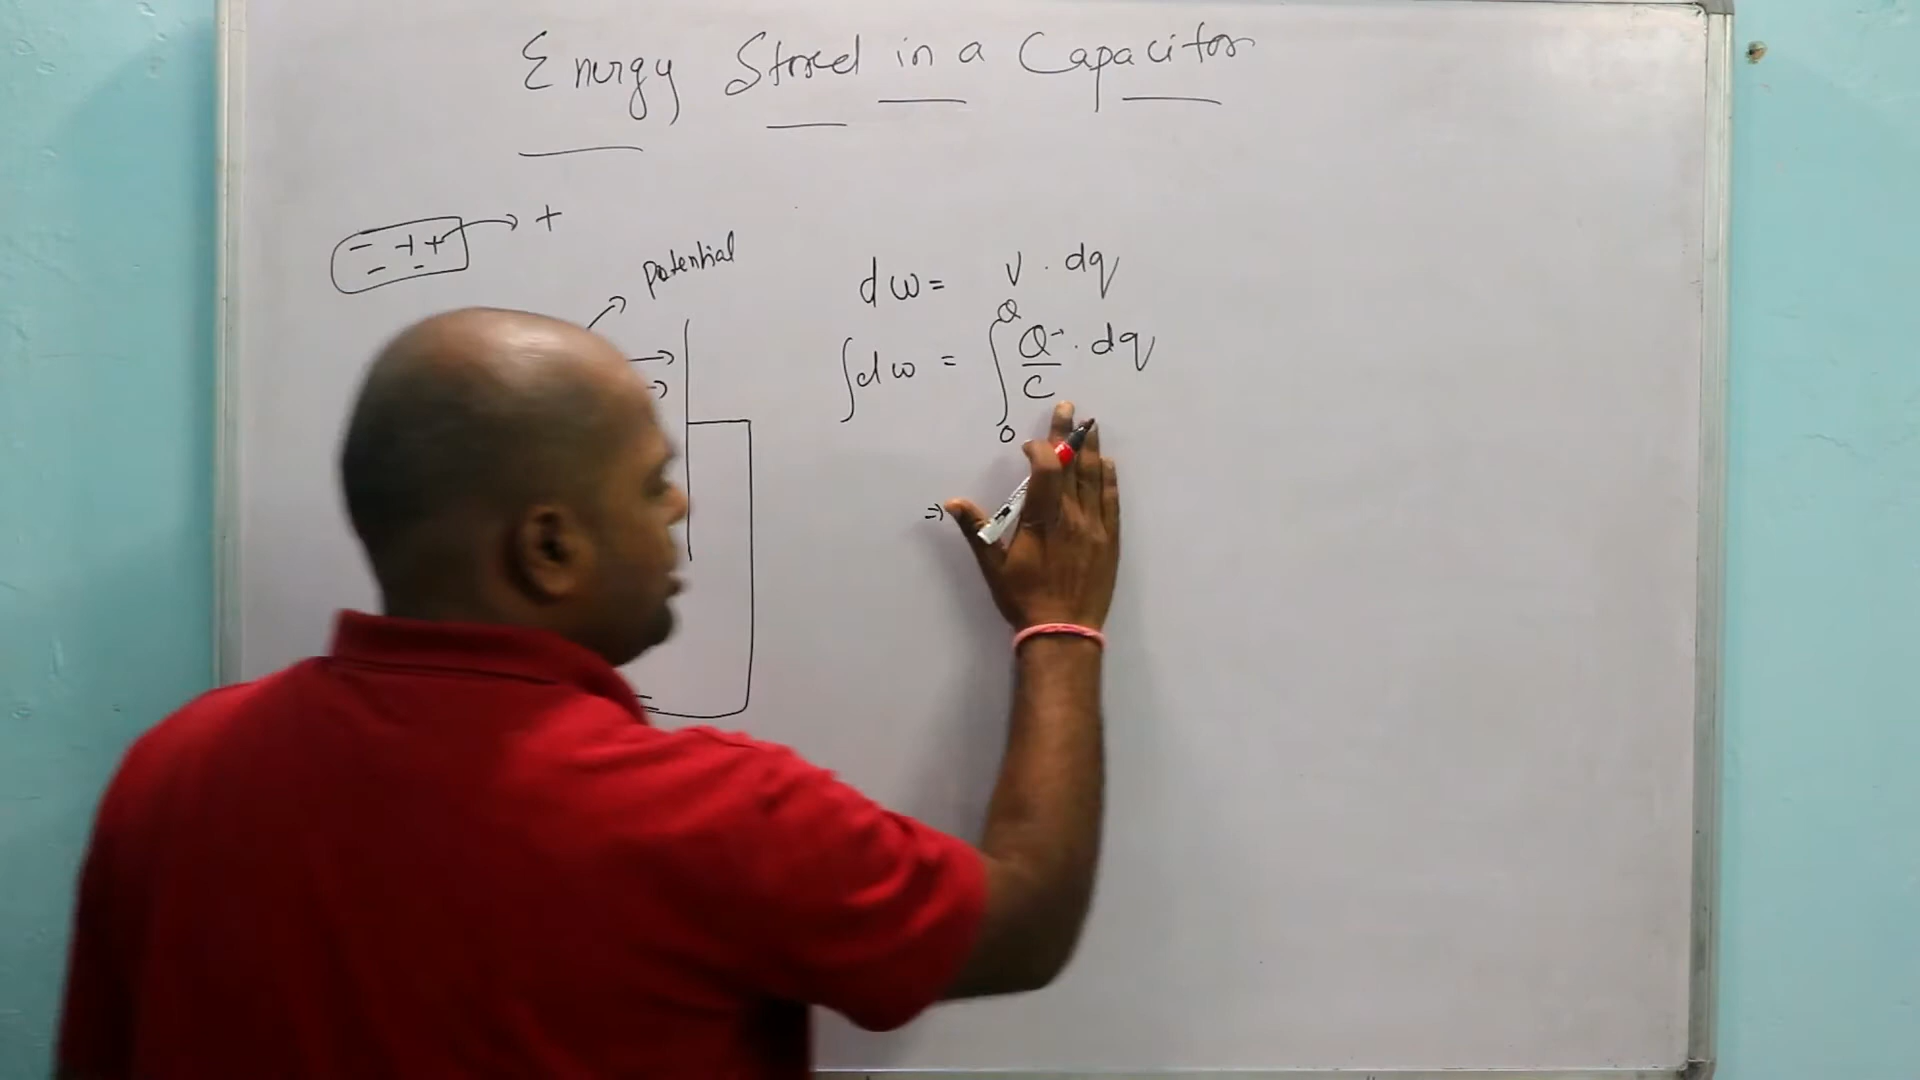 Energy Stored in a Capacitor
- ++ → +
- -
potential
dw = V . dq
∫dw = ∫₀^Q Q/C . dq
⇒